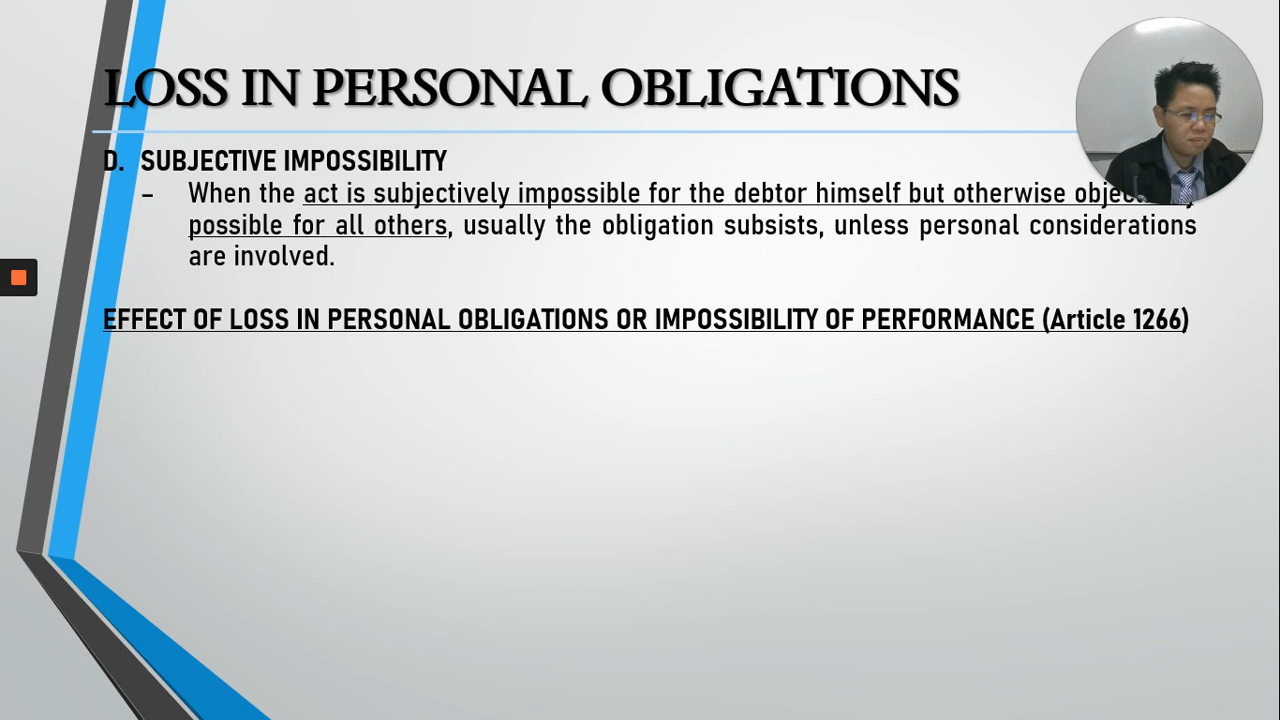 LOSS IN PERSONAL OBLIGATIONS
D. SUBJECTIVE IMPOSSIBILITY
- When the act is subjectively impossible for the debtor himself but otherwise
possible for all others, usually the obligation subsists, unless personal considerations
are involved.
EFFECT OF LOSS IN PERSONAL OBLIGATIONS OR IMPOSSIBILITY OF PERFORMANCE (Article 1266)